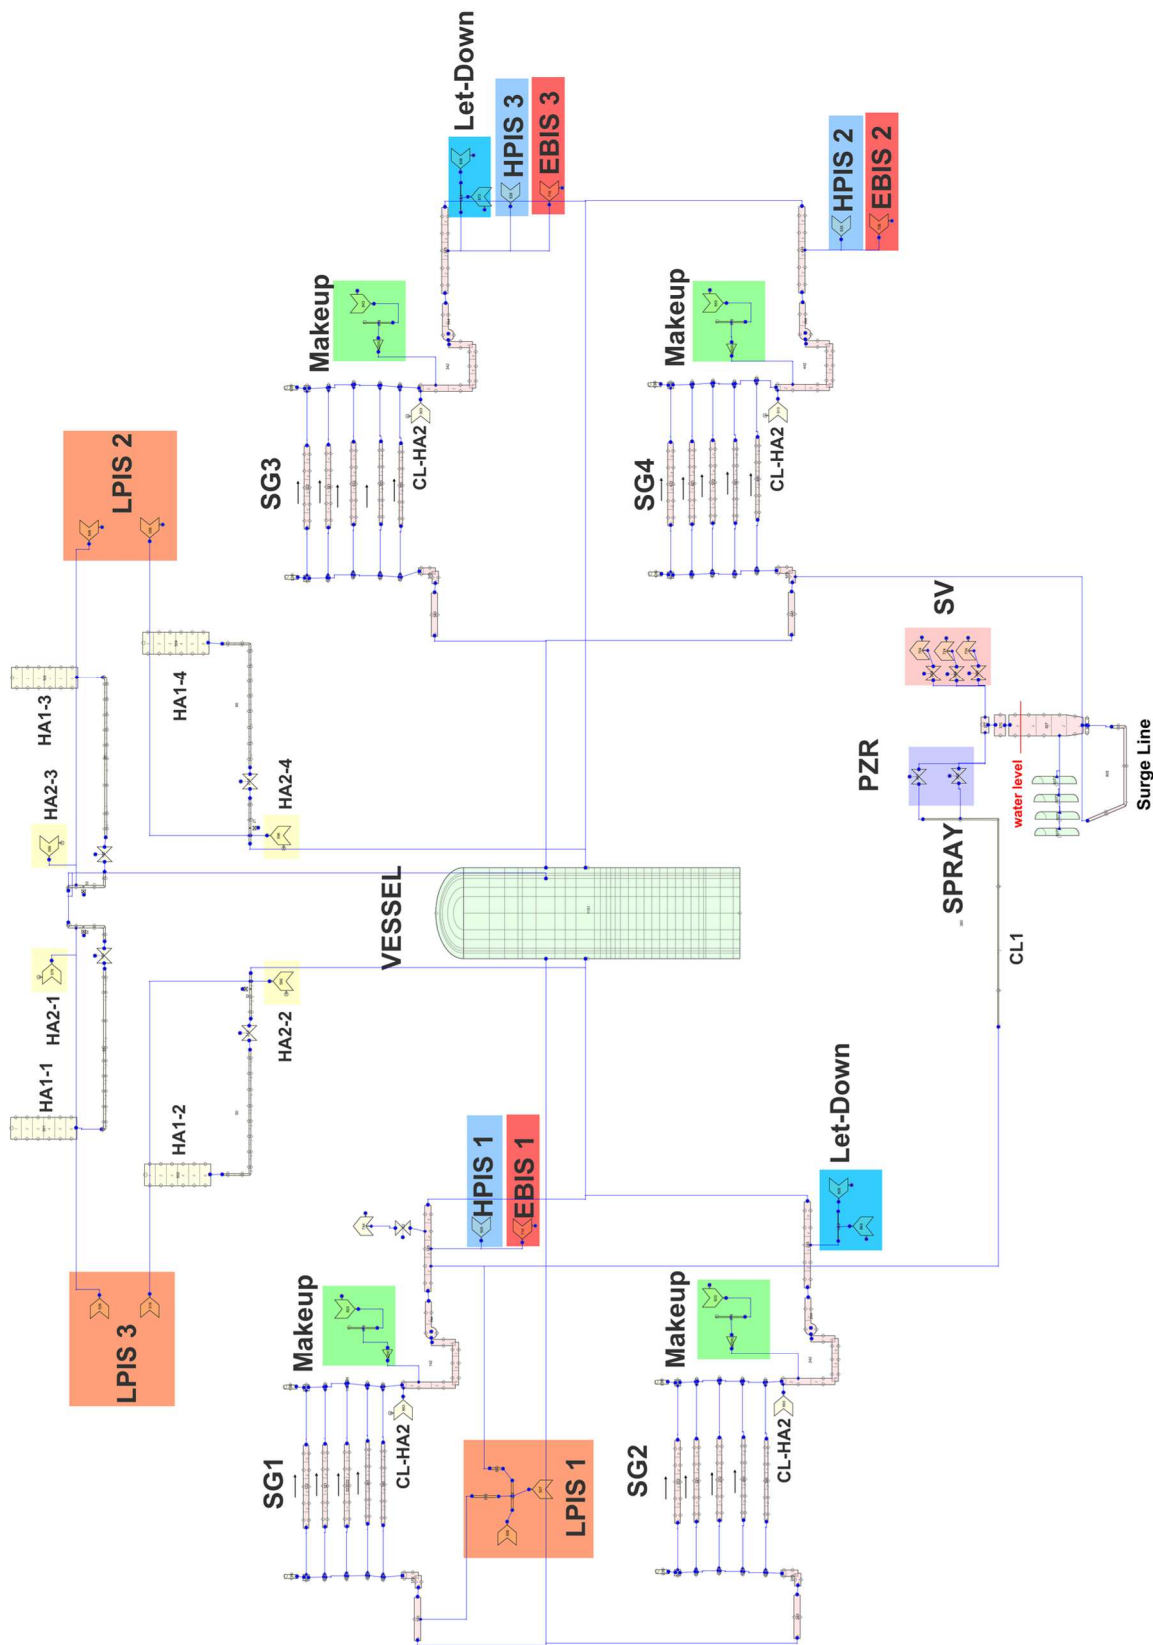 LPIS 3
LPIS 2
HA1-1
HA2-1
HA2-3
HA1-3
HA1-2
HA2-2
HA2-4
HA1-4
SG1
Makeup
CL-HA2
HPIS 1
EBIS 1
LPIS 1
SG2
Makeup
CL-HA2
Let-Down
VESSEL
SG3
Makeup
CL-HA2
Let-Down
HPIS 3
EBIS 3
SG4
Makeup
CL-HA2
HPIS 2
EBIS 2
PZR
SV
SPRAY
water level
CL1
Surge Line